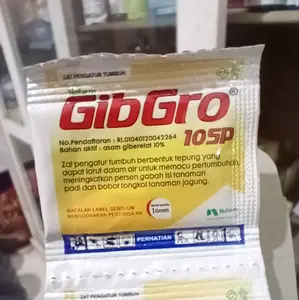 ZAT PENGATUR TUMBUH
GibGro®
10SP
No.Pendaftaran : RI.01040120042264
Bahan aktif : asam giberelat 10%
Zat pengatur tumbuh berbentuk tepung yang
dapat larut dalam air untuk memacu pertumbuhan,
meningkatkan persen gabah isi tanaman
padi dan bobot tongkol tanaman jagung.
BACALAH LABEL SEBELUM
MENGGUNAKAN PESTISIDA INI
1 Gram
Nufarm
PERHATIAN
ZAT PENGATUR TUMBUH